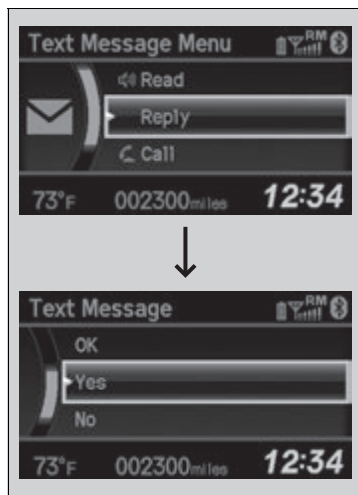 Text Message Menu RM
Read
Reply
Call
73°F 002300miles 12:34
Text Message RM
OK
Yes
No
73°F 002300miles 12:34